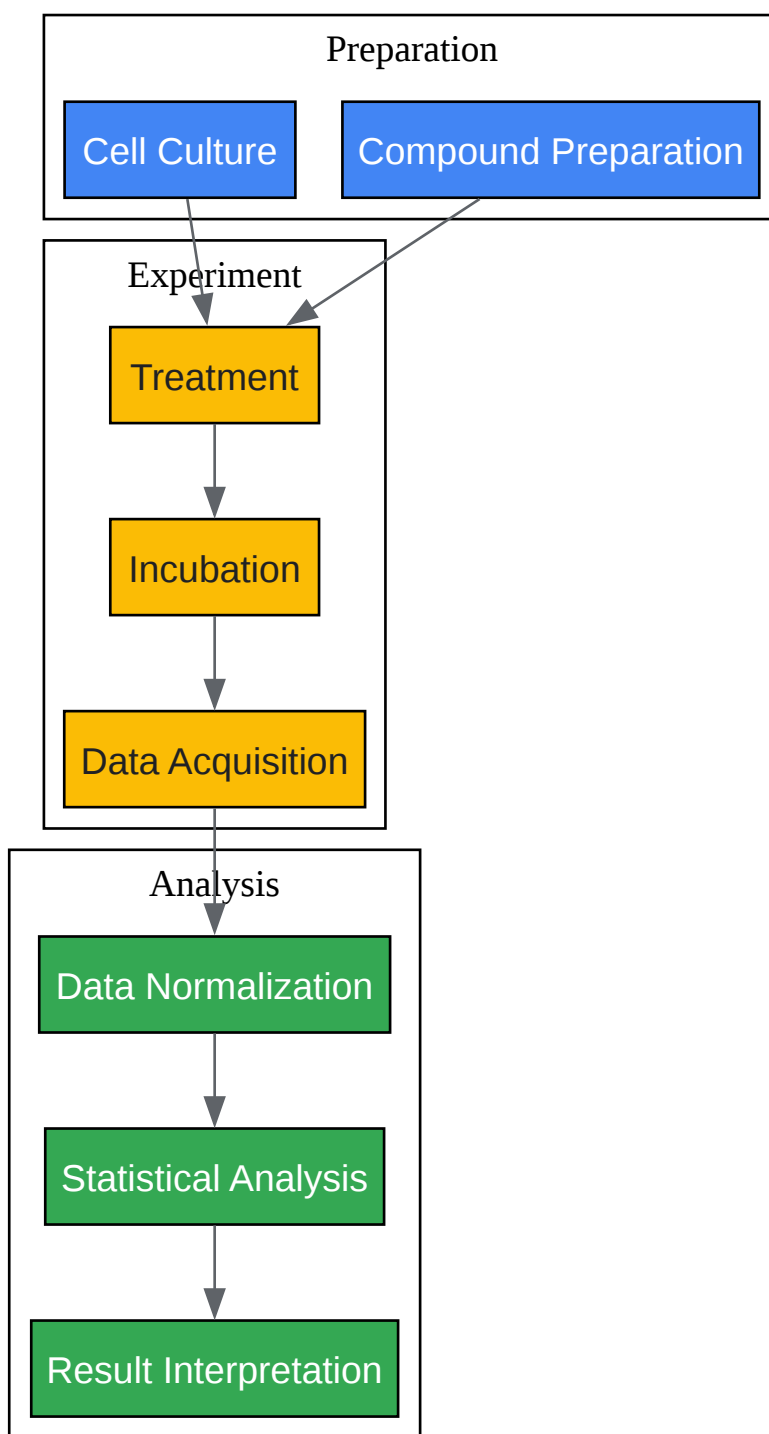 Preparation
Cell Culture
Compound Preparation
Experiment
Treatment
Incubation
Data Acquisition
Analysis
Data Normalization
Statistical Analysis
Result Interpretation